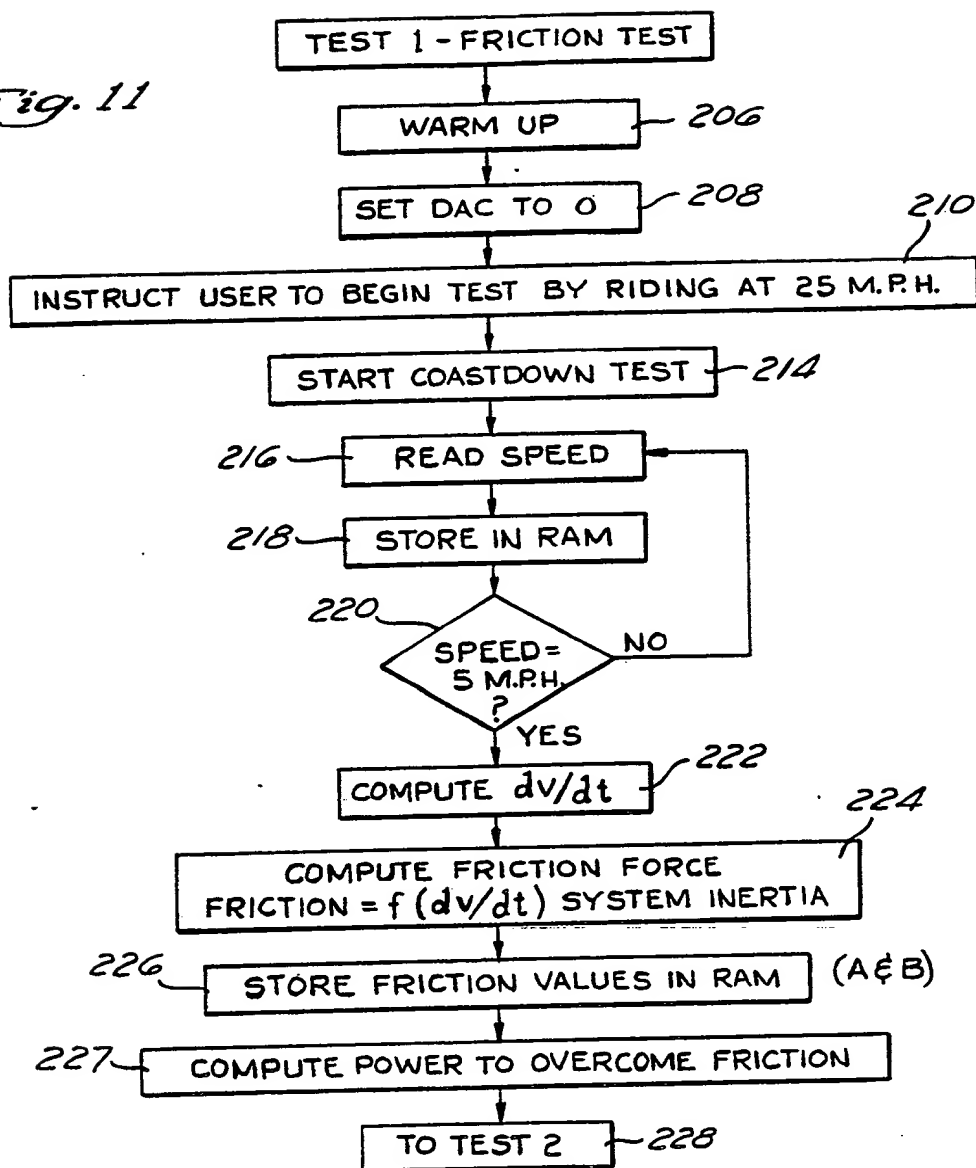 TEST 1 - FRICTION TEST
Fig. 11
WARM UP
206
SET DAC TO 0
208
210
INSTRUCT USER TO BEGIN TEST BY RIDING AT 25 M.P.H.
START COASTDOWN TEST
214
216
READ SPEED
218
STORE IN RAM
220
SPEED=
5 M.P.H.
?
NO
YES
COMPUTE dv/dt
222
224
COMPUTE FRICTION FORCE
FRICTION = f (dv/dt) SYSTEM INERTIA
226
STORE FRICTION VALUES IN RAM
(A & B)
227
COMPUTE POWER TO OVERCOME FRICTION
TO TEST 2
228